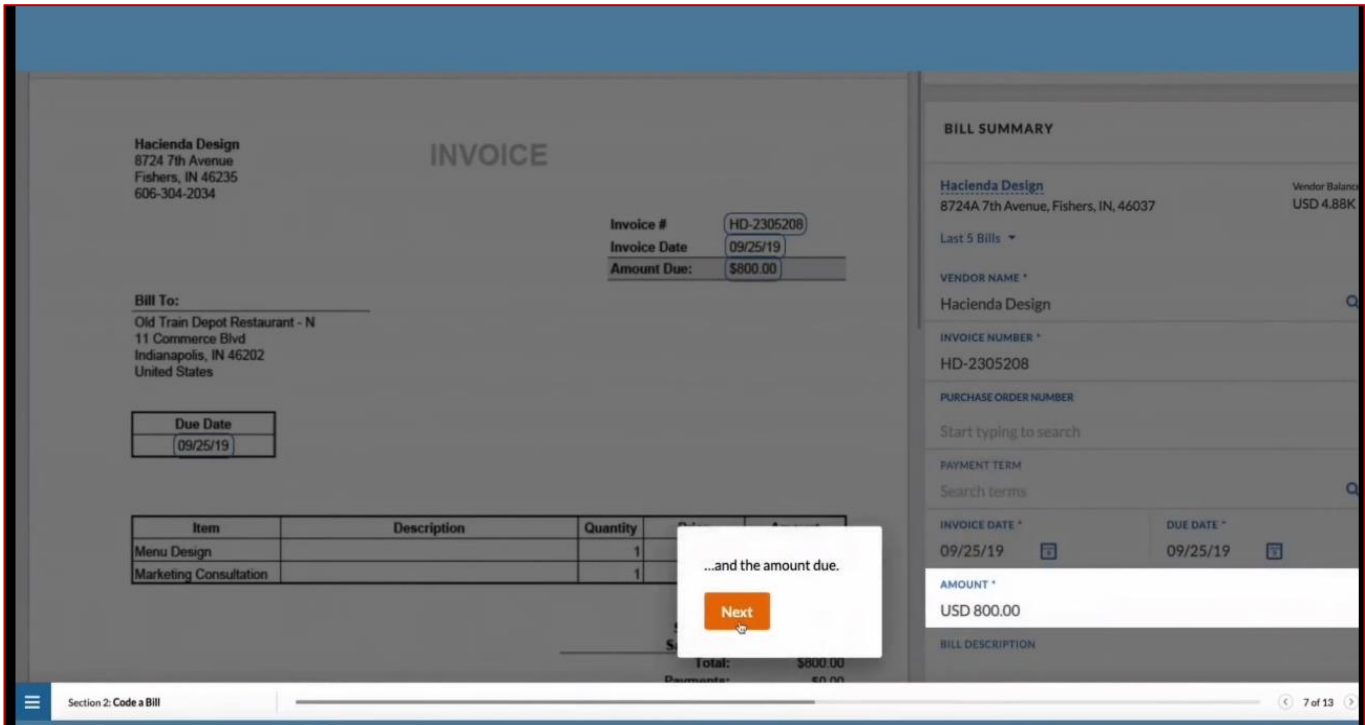 Hacienda Design
8724 7th Avenue
Fishers, IN 46235
606-304-2034
INVOICE
Invoice # HD-2305208
Invoice Date 09/25/19
Amount Due: $800.00
Bill To:
Old Train Depot Restaurant - N
11 Commerce Blvd
Indianapolis, IN 46202
United States
Due Date
09/25/19
Item Description Quantity
Menu Design 1
Marketing Consultation 1
Total: $800.00
Payments: $0.00
...and the amount due.
Next
BILL SUMMARY
Hacienda Design
8724A 7th Avenue, Fishers, IN, 46037
Vendor Balance
USD 4.88K
Last 5 Bills
VENDOR NAME *
Hacienda Design
INVOICE NUMBER *
HD-2305208
PURCHASE ORDER NUMBER
Start typing to search
PAYMENT TERM
Search terms
INVOICE DATE * DUE DATE *
09/25/19 09/25/19
AMOUNT *
USD 800.00
BILL DESCRIPTION
Section 2: Code a Bill
7 of 13